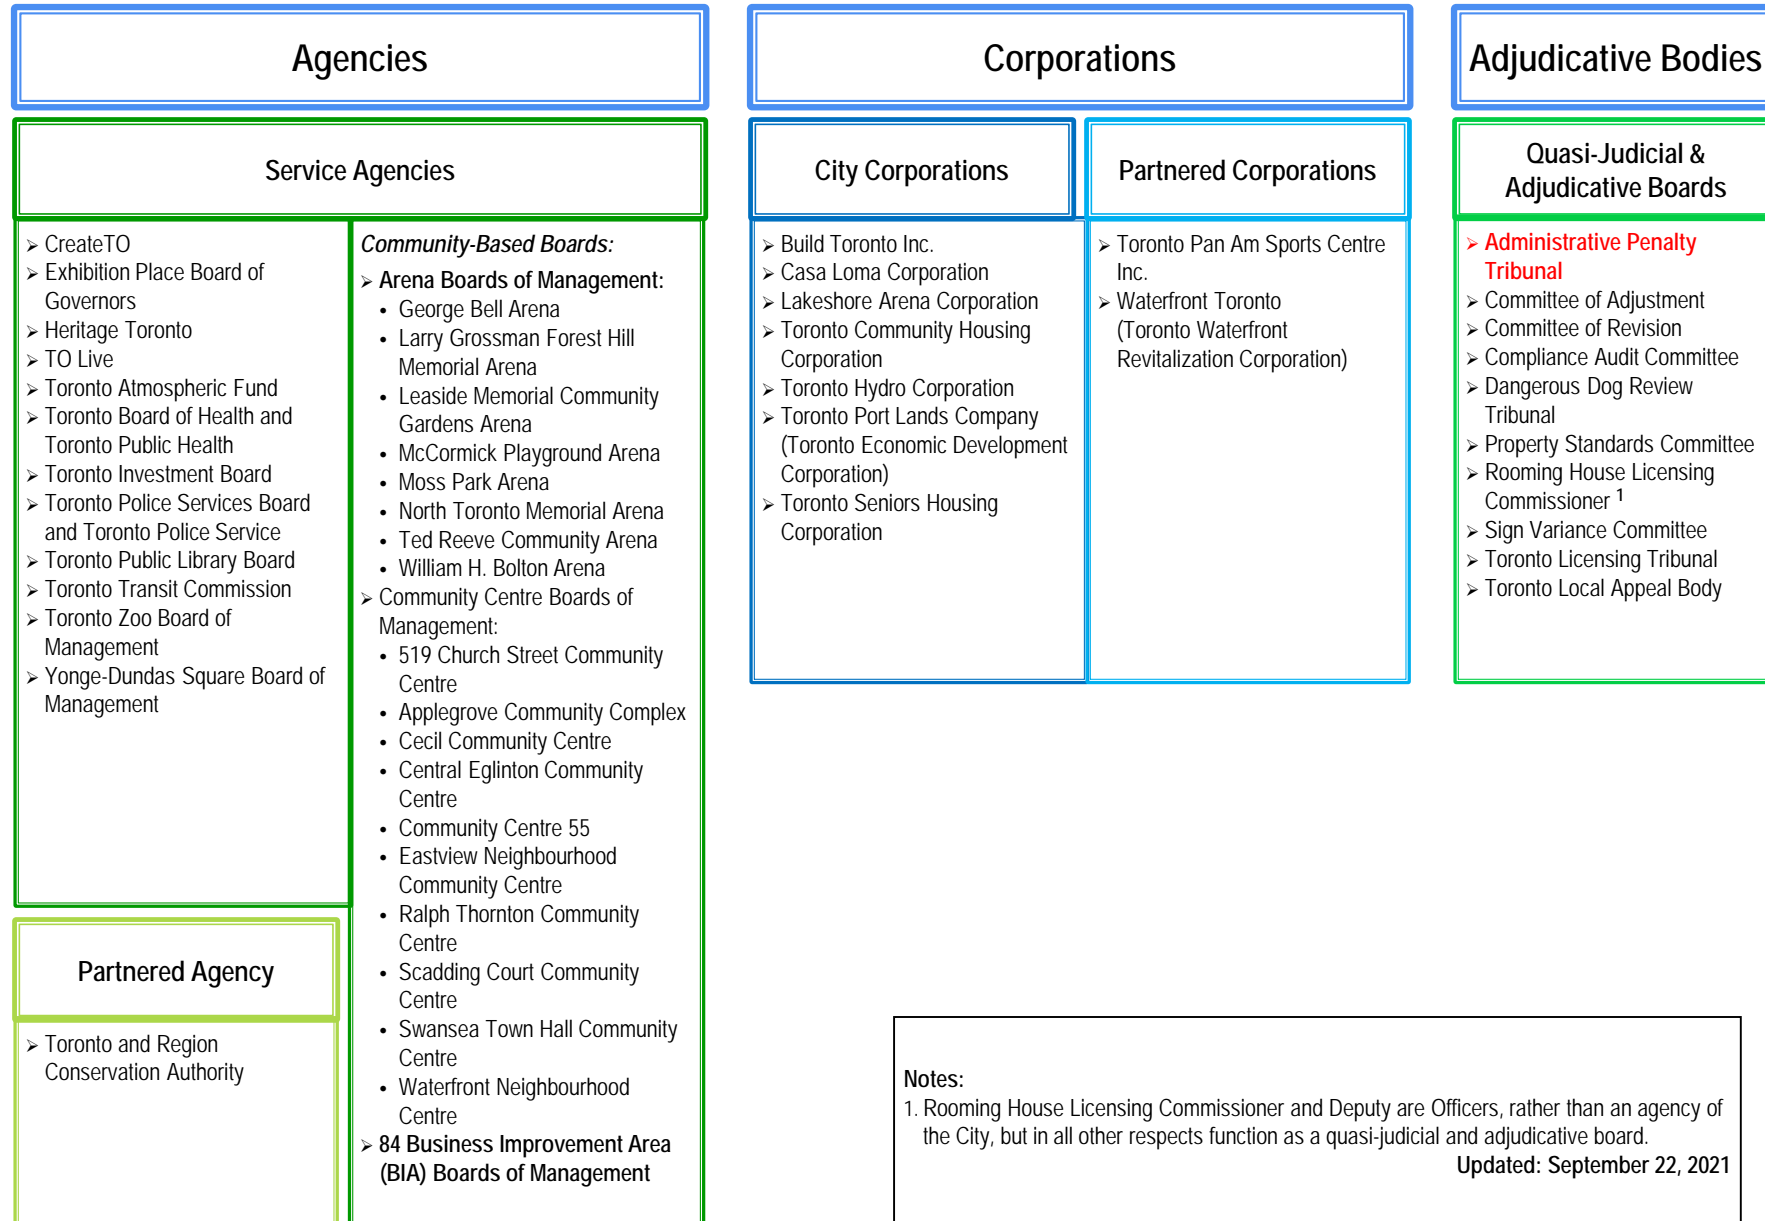 Agencies
Service Agencies
➢ CreateTO
➢ Exhibition Place Board of
Governors
➢ Heritage Toronto
➢ TO Live
➢ Toronto Atmospheric Fund
➢ Toronto Board of Health and
Toronto Public Health
➢ Toronto Investment Board
➢ Toronto Police Services Board
and Toronto Police Service
➢ Toronto Public Library Board
➢ Toronto Transit Commission
➢ Toronto Zoo Board of
Management
➢ Yonge-Dundas Square Board of
Management
Partnered Agency
➢ Toronto and Region
Conservation Authority
Community-Based Boards:
➢ Arena Boards of Management:
• George Bell Arena
• Larry Grossman Forest Hill
Memorial Arena
• Leaside Memorial Community
Gardens Arena
• McCormick Playground Arena
• Moss Park Arena
• North Toronto Memorial Arena
• Ted Reeve Community Arena
• William H. Bolton Arena
➢ Community Centre Boards of
Management:
• 519 Church Street Community
Centre
• Applegrove Community Complex
• Cecil Community Centre
• Central Eglinton Community
Centre
• Community Centre 55
• Eastview Neighbourhood
Community Centre
• Ralph Thornton Community
Centre
• Scadding Court Community
Centre
• Swansea Town Hall Community
Centre
• Waterfront Neighbourhood
Centre
➢ 84 Business Improvement Area
(BIA) Boards of Management
Corporations
City Corporations
➢ Build Toronto Inc.
➢ Casa Loma Corporation
➢ Lakeshore Arena Corporation
➢ Toronto Community Housing
Corporation
➢ Toronto Hydro Corporation
➢ Toronto Port Lands Company
(Toronto Economic Development
Corporation)
➢ Toronto Seniors Housing
Corporation
Partnered Corporations
➢ Toronto Pan Am Sports Centre
Inc.
➢ Waterfront Toronto
(Toronto Waterfront
Revitalization Corporation)
Adjudicative Bodies
Quasi-Judicial &
Adjudicative Boards
➢ Administrative Penalty
Tribunal
➢ Committee of Adjustment
➢ Committee of Revision
➢ Compliance Audit Committee
➢ Dangerous Dog Review
Tribunal
➢ Property Standards Committee
➢ Rooming House Licensing
Commissioner 1
➢ Sign Variance Committee
➢ Toronto Licensing Tribunal
➢ Toronto Local Appeal Body
Notes:
1. Rooming House Licensing Commissioner and Deputy are Officers, rather than an agency of
the City, but in all other respects function as a quasi-judicial and adjudicative board.
Updated: September 22, 2021